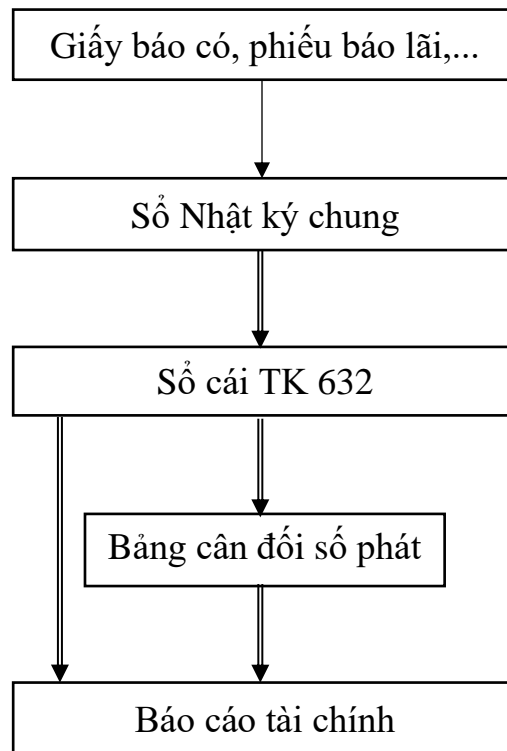 Giấy báo có, phiếu báo lãi,...
Sổ Nhật ký chung
Sổ cái TK 632
Bảng cân đối số phát
Báo cáo tài chính